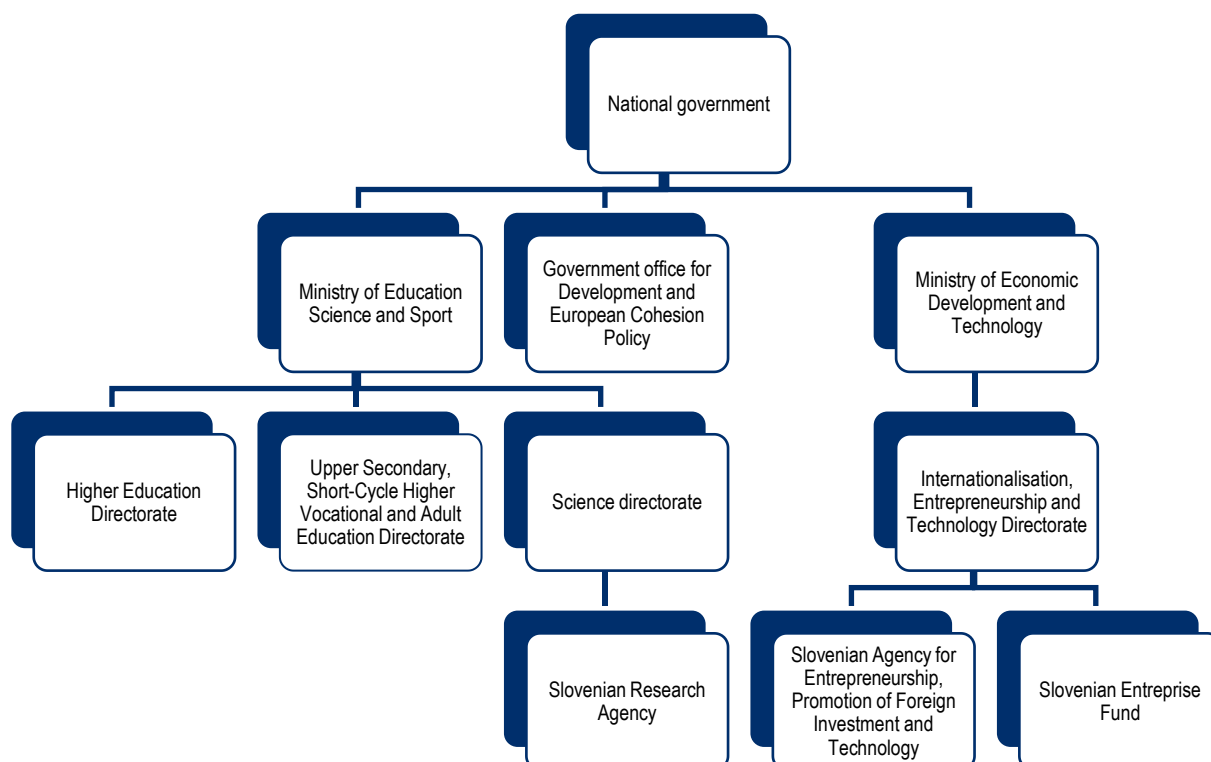 National government
Ministry of Education
Science and Sport
Government office for
Development and
European Cohesion
Policy
Ministry of Economic
Development and
Technology
Higher Education
Directorate
Upper Secondary,
Short-Cycle Higher
Vocational and Adult
Education Directorate
Science directorate
Internationalisation,
Entrepreneurship and
Technology Directorate
Slovenian Research
Agency
Slovenian Agency for
Entrepreneurship,
Promotion of Foreign
Investment and
Technology
Slovenian Entreprise
Fund